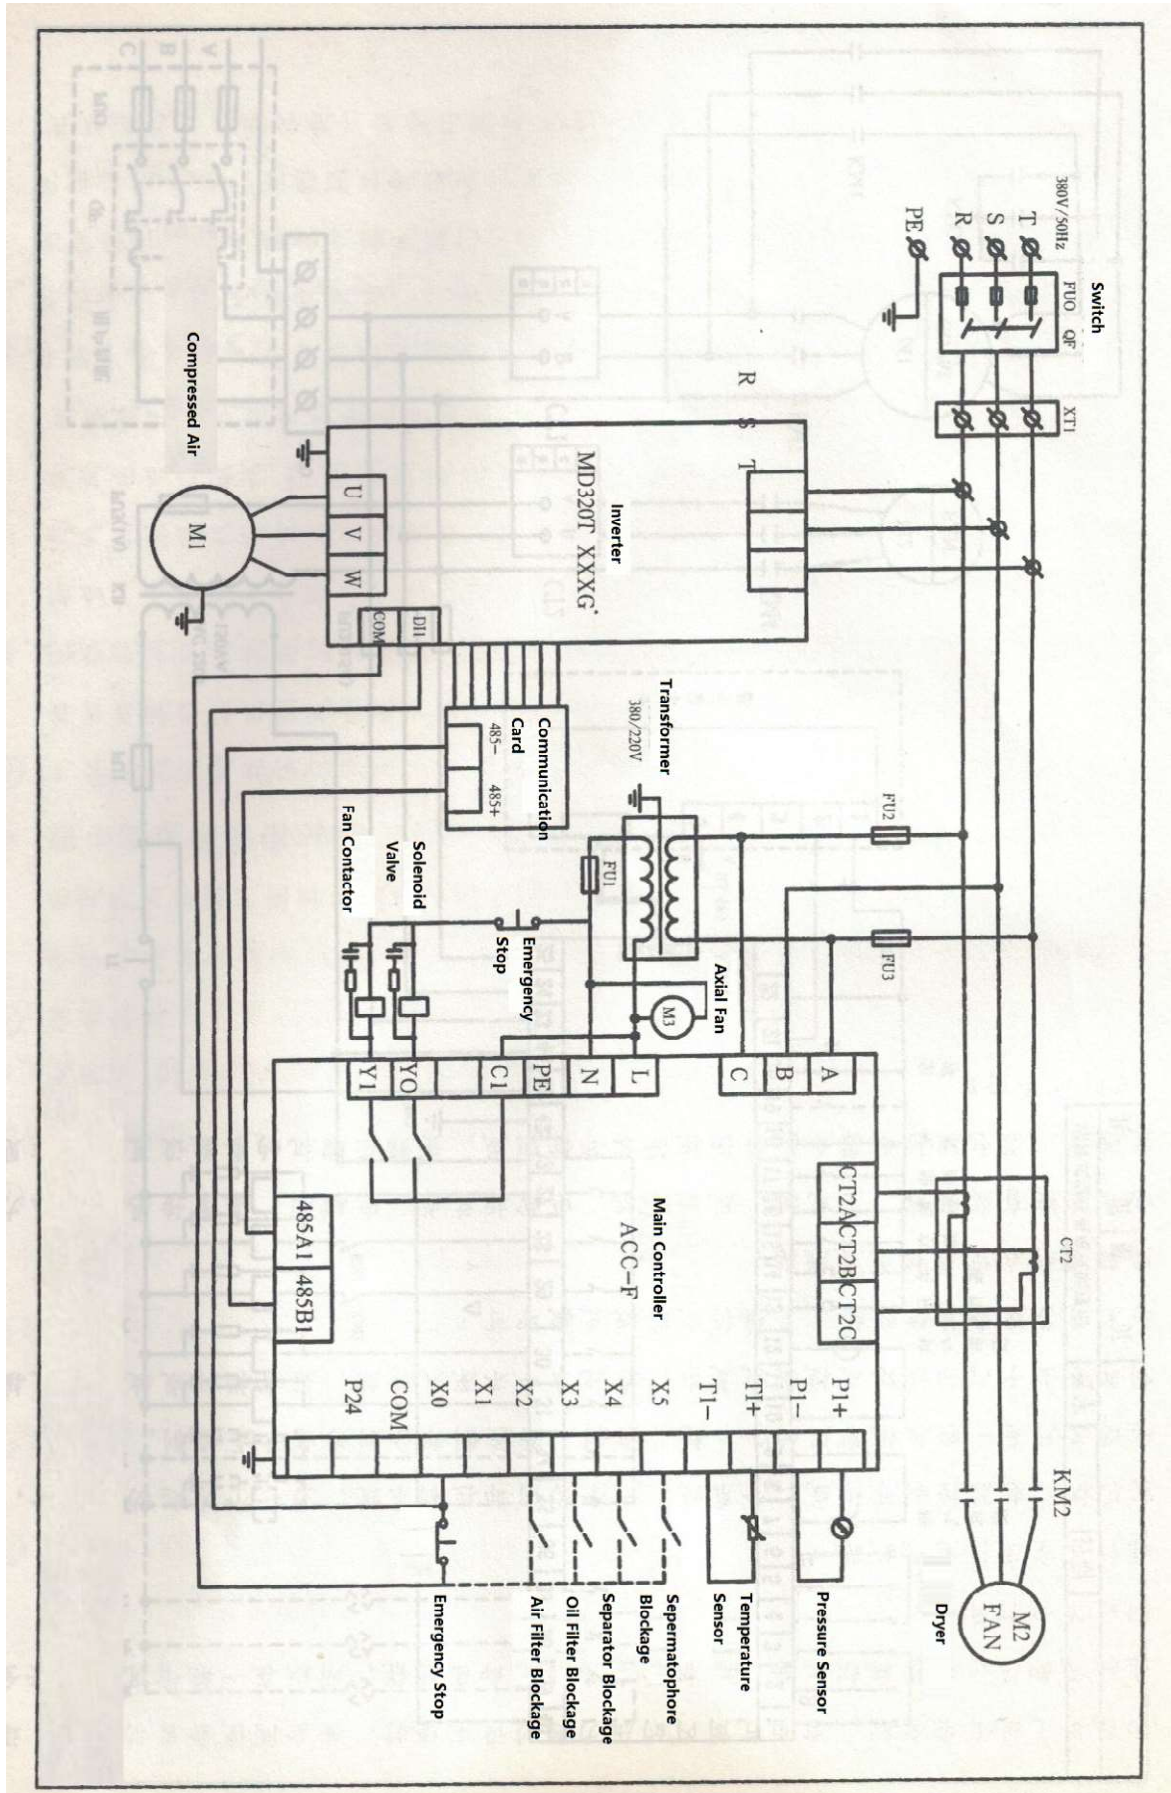 380V/50Hz
PE
R
S
T
FUO
QF
Switch
XT1
R
S
T
MD320T XXXG
Inverter
U
V
W
COM
DI1
M1
Compressed Air
485-
485+
Communication
Card
Transformer
380/220V
FU1
FU2
FU3
Axial Fan
M3
Emergency
Stop
Solenoid
Valve
Fan Contactor
A
B
C
L
N
PE
C1
YO
Y1
CT2
CT2A
CT2B
CT2C
Main Controller
ACC-F
485A1
485B1
P1+
P1-
T1+
T1-
X5
X4
X3
X2
X1
X0
COM
P24
KM2
M2
FAN
Dryer
Pressure Sensor
Temperature
Sensor
Sepermatophore
Blockage
Separator Blockage
Oil Filter Blockage
Air Filter Blockage
Emergency Stop